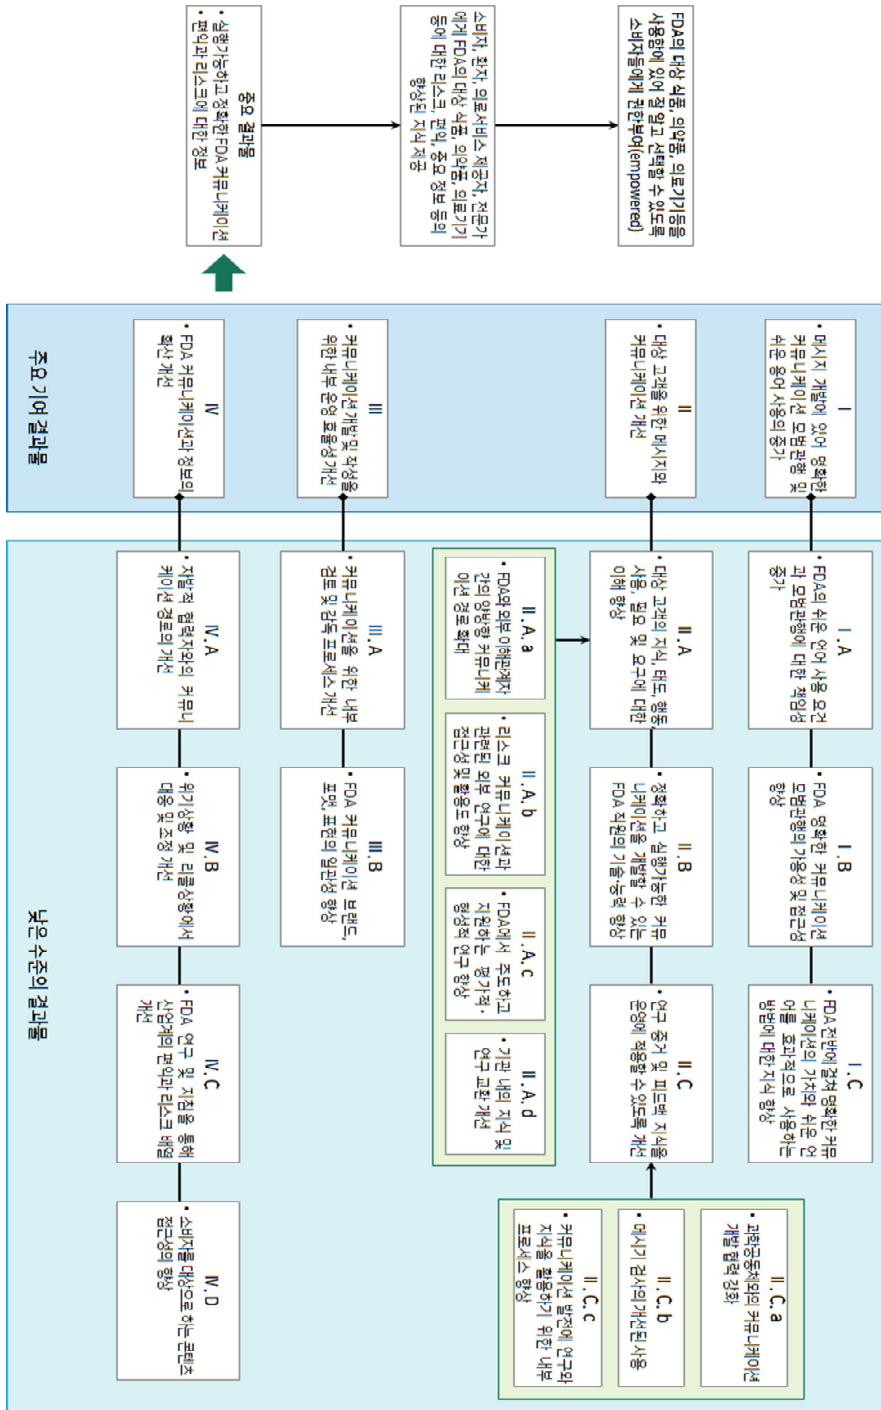 FDA의 대상 식품, 의약품, 의료기기등을
사용함에 있어 잘 알고 선택할 수 있도록
소비자들에게 권한부여(empowered)
소비자, 환자, 의료서비스 제공자, 전문가
에게 FDA의 대상 식품, 의약품, 의료기기
등에 대한 리스크, 편익, 중요 정보 등의
향상된 지식 제공
중요 결과물
• 실행가능하고 정확한 FDA 커뮤니케이션
• 편익과 리스크에 대한 정보
I
• 메시지 개발에 있어 명확한
커뮤니케이션 모범관행 및
쉬운 용어 사용의 증가
II
• 대상 고객을 위한 메시지와
커뮤니케이션 개선
III
• 커뮤니케이션 개발 및 작성을
위한 내부 운영 효율성 개선
IV
• FDA 커뮤니케이션과 정보의
확산 개선
주요 기여 결과물
I.A
• FDA의 쉬운 언어 사용 요건
과 모범관행에 대한 책임성
증가
I.B
• FDA 명확한 커뮤니케이션
모범관행의 가용성 및 접근성
향상
I.C
• FDA 전반에 걸쳐 명확한 커뮤
니케이션의 가치와 쉬운 언
어를 효과적으로 사용하는
방법에 대한 지식 향상
II.A
• 대상 고객의 지식, 태도, 행동,
사용, 필요 및 요구에 대한
이해 향상
II.B
• 정확하고 실행가능한 커뮤
니케이션을 개발할 수 있는
FDA 직원의 기술·능력 향상
II.C
• 연구 증거 및 피드백 지식을
운영에 적용할 수 있도록 개선
II.C.a
• 과학공동체와의 커뮤니케이션
개발 협력 강화
II.C.b
• 메시기 검사의 개선된 사용
II.C.c
• 커뮤니케이션 발전에 연구와
지식을 활용하기 위한 내부
프로세스 향상
II.A.a
• FDA와 외부 이해관계자
간의 양방향 커뮤니케
이션 경로 확대
II.A.b
• 리스크 커뮤니케이션과
관련된 외부 연구에 대한
접근성 및 활용도 향상
II.A.c
• FDA에서 주도하고
지원하는 평가적·
형성적 연구 향상
II.A.d
• 기관 내의 지식 및
연구 교환 개선
III.A
• 커뮤니케이션을 위한 내부
검토 및 감독 프로세스 개선
III.B
• FDA 커뮤니케이션 브랜드,
포맷, 표현의 일관성 향상
IV.A
• 자발적 협력자와의 커뮤니
케이션 경로의 개선
IV.B
• 위기상황 및 리콜상황에서
대응 및 조정 개선
IV.C
• FDA 연구 및 지침을 통해
산업계의 편익과 리스크 배열
개선
IV.D
• 소비자를 대상으로 하는 콘텐츠
접근성의 향상
낮은 수준의 결과물